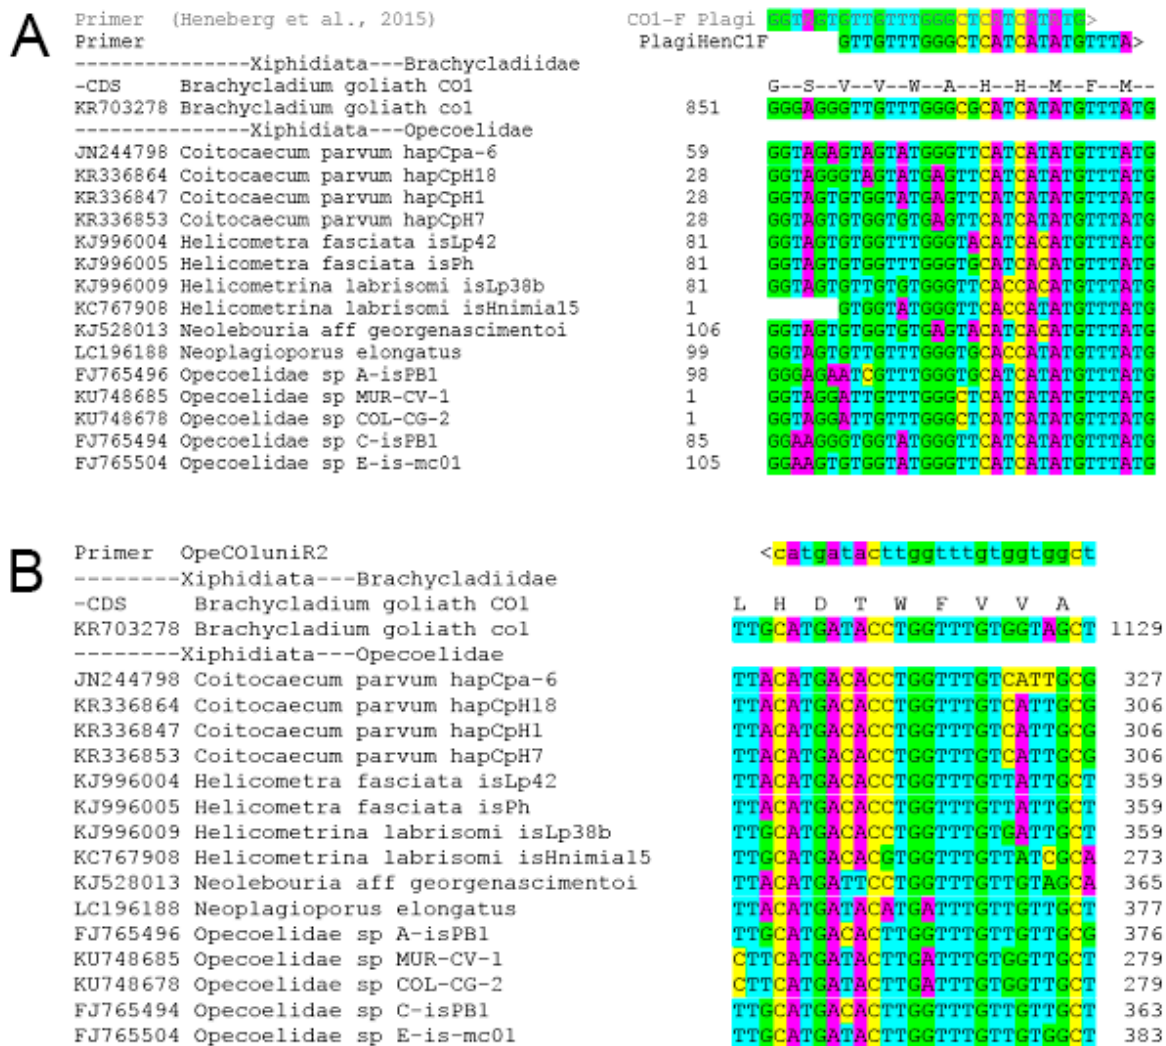 A
Primer (Heneberg et al., 2015) CO1-F Plagi GGTAGTGTTGTTTGGGCTCATCATATG>
Primer PlagiHenC1F GTTGTTTGGGCTCATCATATGTTTA>
---------------Xiphidiata---Brachycladiidae
-CDS Brachycladium goliath CO1 G--S--V--V--W--A--H--H--M--F--M--
KR703278 Brachycladium goliath co1 851 GGGAGGGTTGTTTGGGCGCATCATATGTTTATG
---------------Xiphidiata---Opecoelidae
JN244798 Coitocaecum parvum hapCpa-6 59 GGTAGAGTAGTATGGGTTCATCATATGTTTATG
KR336864 Coitocaecum parvum hapCpH18 28 GGTAGGGTAGTATGAGTTCATCATATGTTTATG
KR336847 Coitocaecum parvum hapCpH1 28 GGTAGTGTGGTATGAGTTCATCATATGTTTATG
KR336853 Coitocaecum parvum hapCpH7 28 GGTAGTGTGGTGTGAGTTCATCATATGTTTATG
KJ996004 Helicometra fasciata isLp42 81 GGTAGTGTGGTTTGGGTACATCACATGTTTATG
KJ996005 Helicometra fasciata isPh 81 GGTAGTGTGGTTTGGGTGCATCACATGTTTATG
KJ996009 Helicometrina labrisomi isLp38b 81 GGTAGTGTTGTGTGGGTTCACCACATGTTTATG
KC767908 Helicometrina labrisomi isHnimia15 1 GTGGTATGGGTTCACCATATGTTTATG
KJ528013 Neolebouria aff georgenascimentoi 106 GGTAGTGTGGTGTGAGTACATCACATGTTTATG
LC196188 Neoplagioporus elongatus 99 GGTAGTGTTGTTTGGGTGCACCATATGTTTATG
FJ765496 Opecoelidae sp A-isPB1 98 GGGAGAATCGTTTGGGTGCATCATATGTTTATG
KU748685 Opecoelidae sp MUR-CV-1 1 GGTAGGATTGTTTGGGCTCATCATATGTTTATG
KU748678 Opecoelidae sp COL-CG-2 1 GGTAGGATTGTTTGGGCTCATCATATGTTTATG
FJ765494 Opecoelidae sp C-isPB1 85 GGAAGGGTGGTATGGGTTCATCATATGTTTATG
FJ765504 Opecoelidae sp E-is-mc01 105 GGAAGTGTGGTATGGGTTCATCATATGTTTATG
B
Primer OpeCO1uniR2 <catgatacttggtttgtggtggct
--------Xiphidiata---Brachycladiidae
-CDS Brachycladium goliath CO1 L H D T W F V V A
KR703278 Brachycladium goliath co1 TTGCATGATACCTGGTTTGTGGTAGCT 1129
--------Xiphidiata---Opecoelidae
JN244798 Coitocaecum parvum hapCpa-6 TTACATGACACCTGGTTTGTCATTGCG 327
KR336864 Coitocaecum parvum hapCpH18 TTACATGACACCTGGTTTGTCATTGCG 306
KR336847 Coitocaecum parvum hapCpH1 TTACATGACACCTGGTTTGTCATTGCG 306
KR336853 Coitocaecum parvum hapCpH7 TTACATGACACCTGGTTTGTCATTGCG 306
KJ996004 Helicometra fasciata isLp42 TTACATGACACCTGGTTTGTTATTGCT 359
KJ996005 Helicometra fasciata isPh TTACATGACACCTGGTTTGTTATTGCT 359
KJ996009 Helicometrina labrisomi isLp38b TTGCATGACACCTGGTTTGTGATTGCT 359
KC767908 Helicometrina labrisomi isHnimia15 TTGCATGACACGTGGTTTGTTATCGCA 273
KJ528013 Neolebouria aff georgenascimentoi TTACATGATTCCTGGTTTGTTGTAGCA 365
LC196188 Neoplagioporus elongatus TTACATGATACATGATTTGTTGTTGCT 377
FJ765496 Opecoelidae sp A-isPB1 TTGCATGACACTTGGTTTGTTGTTGCG 376
KU748685 Opecoelidae sp MUR-CV-1 CTTCATGATACTTGATTTGTGGTTGCT 279
KU748678 Opecoelidae sp COL-CG-2 CTTCATGATACTTGATTTGTGGTTGCT 279
FJ765494 Opecoelidae sp C-isPB1 TTGCATGACACTTGGTTTGTTGTTGCT 363
FJ765504 Opecoelidae sp E-is-mc01 TTGCATGATACTTGGTTTGTTGTGGCT 383